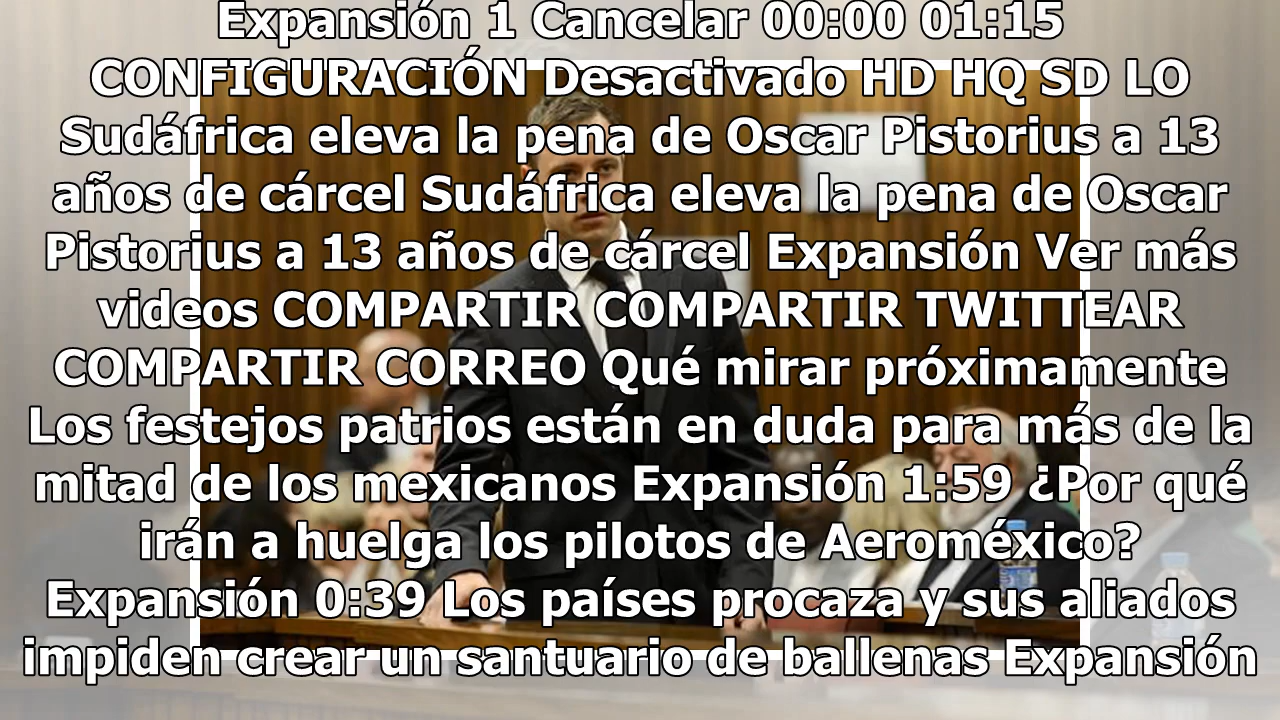 Expansión 1 Cancelar 00:00 01:15
CONFIGURACIÓN Desactivado HD HQ SD LO
Sudáfrica eleva la pena de Oscar Pistorius a 13
años de cárcel Sudáfrica eleva la pena de Oscar
Pistorius a 13 años de cárcel Expansión Ver más
videos COMPARTIR COMPARTIR TWITTEAR
COMPARTIR CORREO Qué mirar próximamente
Los festejos patrios están en duda para más de la
mitad de los mexicanos Expansión 1:59 ¿Por qué
irán a huelga los pilotos de Aeroméxico?
Expansión 0:39 Los países procaza y sus aliados
impiden crear un santuario de ballenas Expansión